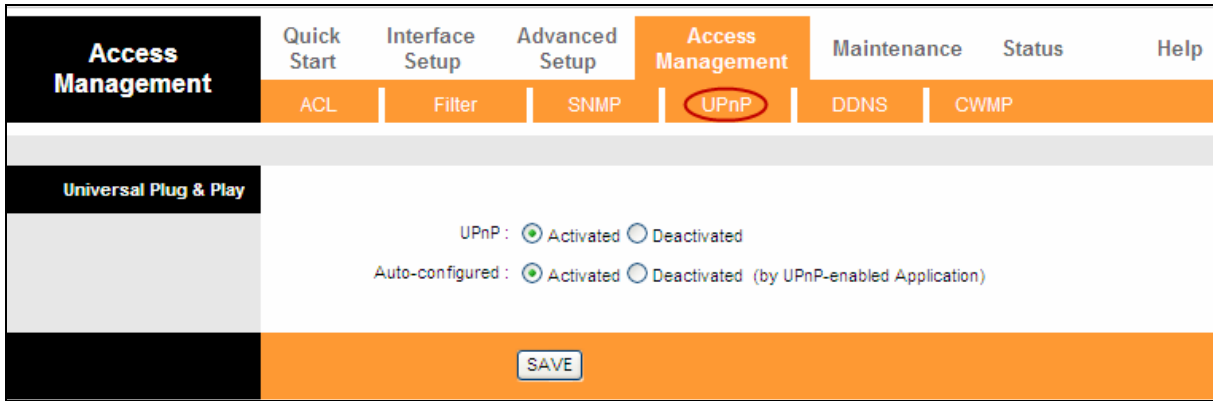 Access Management
Quick Start
Interface Setup
Advanced Setup
Access Management
Maintenance
Status
Help
ACL
Filter
SNMP
UPnP
DDNS
CWMP
Universal Plug & Play
UPnP : Activated Deactivated
Auto-configured : Activated Deactivated (by UPnP-enabled Application)
SAVE